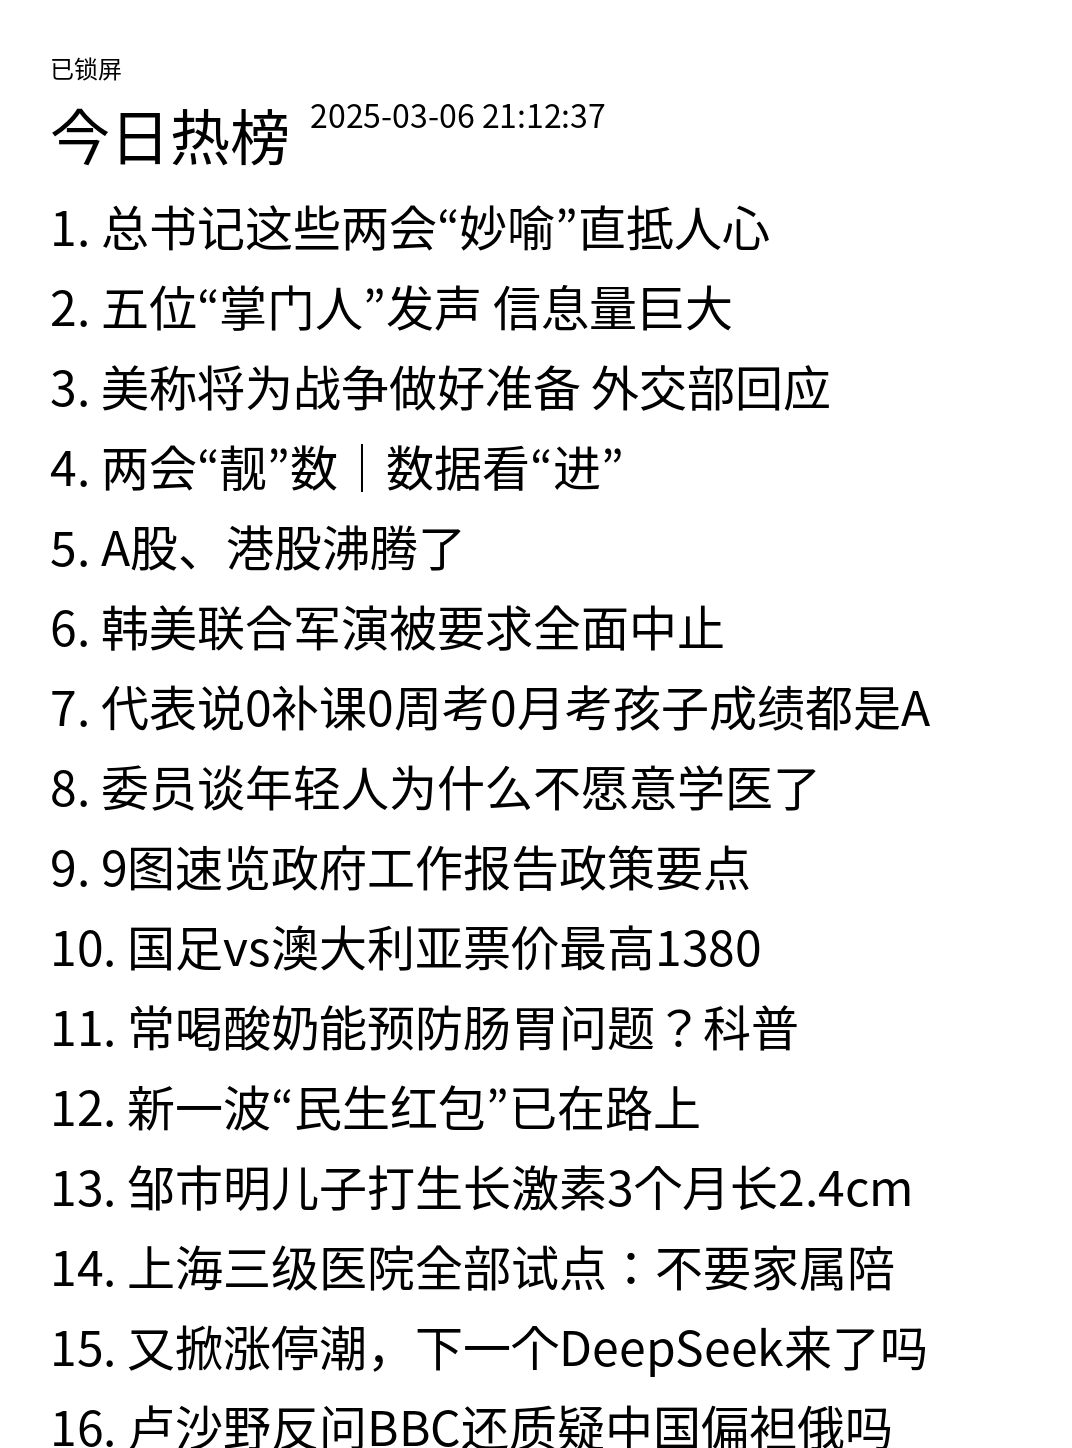 已锁屏
今日热榜 2025-03-06 21:12:37
1. 总书记这些两会“妙喻”直抵人心
2. 五位“掌门人”发声 信息量巨大
3. 美称将为战争做好准备 外交部回应
4. 两会“靓”数｜数据看“进”
5. A股、港股沸腾了
6. 韩美联合军演被要求全面中止
7. 代表说0补课0周考0月考孩子成绩都是A
8. 委员谈年轻人为什么不愿意学医了
9. 9图速览政府工作报告政策要点
10. 国足vs澳大利亚票价最高1380
11. 常喝酸奶能预防肠胃问题？科普
12. 新一波“民生红包”已在路上
13. 邹市明儿子打生长激素3个月长2.4cm
14. 上海三级医院全部试点：不要家属陪
15. 又掀涨停潮，下一个DeepSeek来了吗
16. 卢沙野反问BBC还质疑中国偏袒俄吗